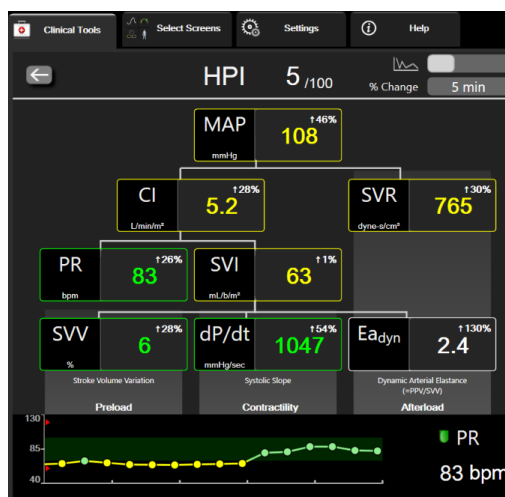 Clinical Tools
Select Screens
Settings
Help
HPI 5 /100
% Change 5 min
MAP 108 ↑46%
mmHg
CI 5.2 ↑28%
L/min/m²
SVR 765 ↑30%
dyne-s/cm⁵
PR 83 ↑26%
bpm
SVI 63 ↑1%
mL/b/m²
SVV 6 ↑28%
%
dP/dt 1047 ↑54%
mmHg/sec
Eadyn 2.4 ↑130%
Stroke Volume Variation
Systolic Slope
Dynamic Arterial Elastance
(=PPV/SVV)
Preload
Contractility
Afterload
130
85
40
PR
83 bpm